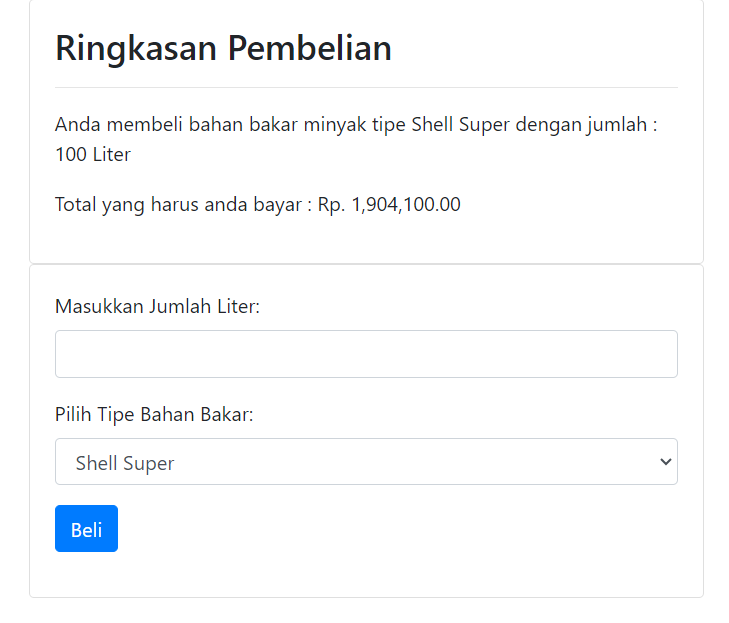 Ringkasan Pembelian
Anda membeli bahan bakar minyak tipe Shell Super dengan jumlah :
100 Liter
Total yang harus anda bayar : Rp. 1,904,100.00
Masukkan Jumlah Liter:
Pilih Tipe Bahan Bakar:
Shell Super
Beli